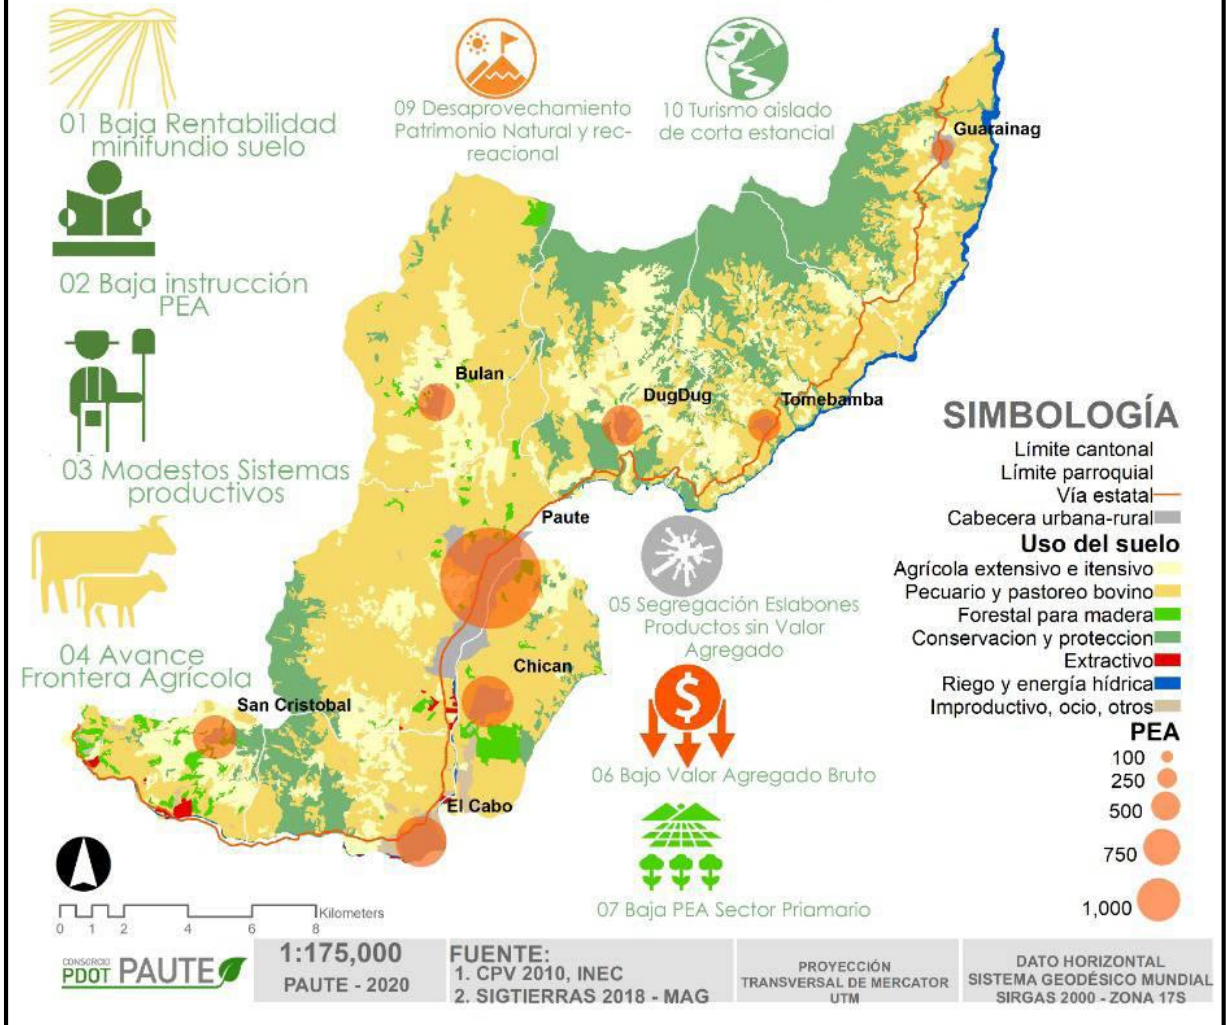 01 Baja Rentabilidad
minifundio suelo
02 Baja instrucción
PEA
03 Modestos Sistemas
productivos
04 Avance
Frontera Agrícola
09 Desaprovechamiento
Patrimonio Natural y rec-
reacional
10 Turismo aislado
de corta estancial
Guarainag
Bulan
DugDug
Tomebamba
Paute
Chican
San Cristobal
El Cabo
05 Segregación Eslabones
Productos sin Valor
Agregado
$
06 Bajo Valor Agregado Bruto
07 Baja PEA Sector Priamario
SIMBOLOGÍA
Límite cantonal
Límite parroquial
Vía estatal
Cabecera urbana-rural
Uso del suelo
Agrícola extensivo e itensivo
Pecuario y pastoreo bovino
Forestal para madera
Conservacion y proteccion
Extractivo
Riego y energía hídrica
Improductivo, ocio, otros
PEA
100
250
500
750
1,000
Kilometers
0 1 2 4 6 8
CONSORCIO
PDOT PAUTE
1:175,000
PAUTE - 2020
FUENTE:
1. CPV 2010, INEC
2. SIGTIERRAS 2018 - MAG
PROYECCIÓN
TRANSVERSAL DE MERCATOR
UTM
DATO HORIZONTAL
SISTEMA GEODÉSICO MUNDIAL
SIRGAS 2000 - ZONA 17S